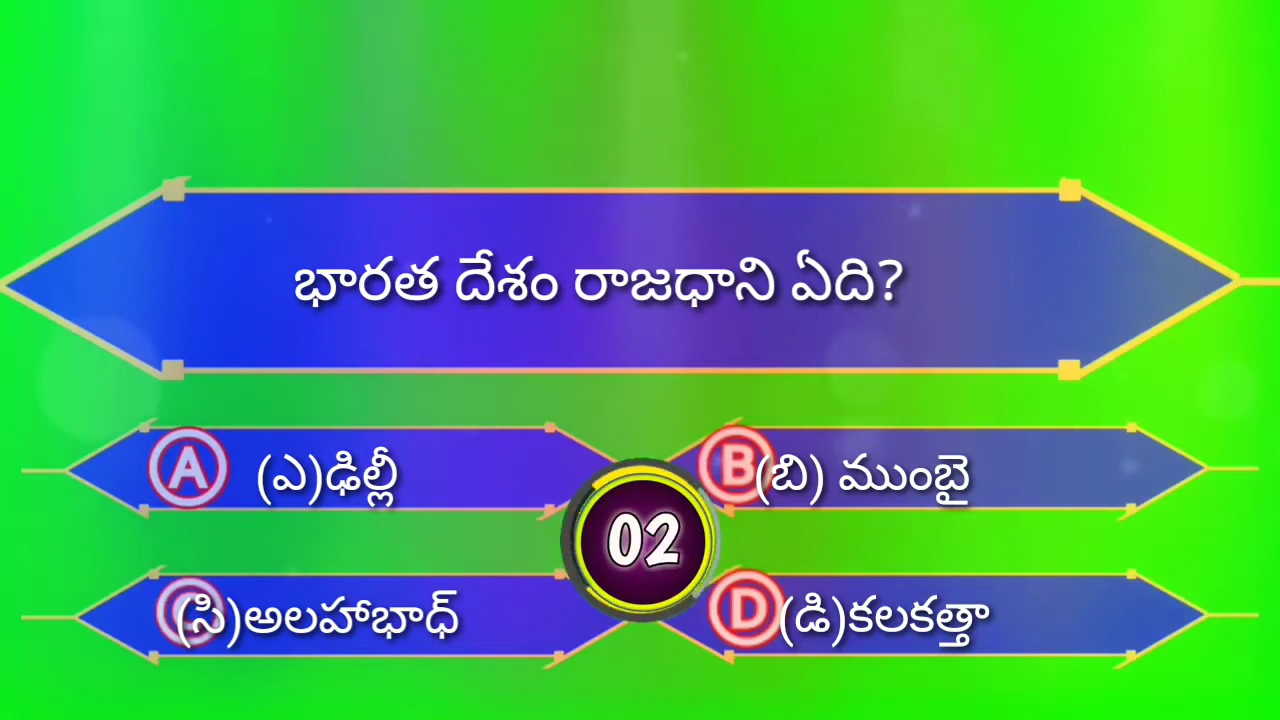 భారత దేశం రాజధాని ఏది?
A (ఎ)ఢిల్లీ
B (బి) ముంబై
02
C (సి)అలహాభాధ్
D (డి)కలకత్తా